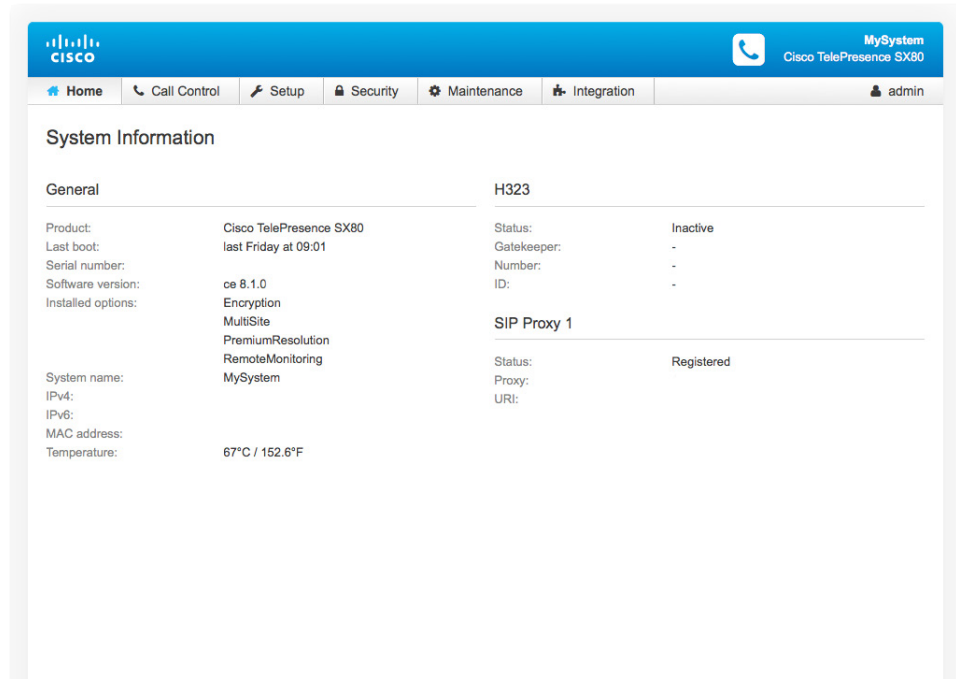 CISCO
MySystem
Cisco TelePresence SX80
Home Call Control Setup Security Maintenance Integration admin
System Information
General
Product: Cisco TelePresence SX80
Last boot: last Friday at 09:01
Serial number:
Software version: ce 8.1.0
Installed options: Encryption
MultiSite
PremiumResolution
RemoteMonitoring
System name: MySystem
IPv4:
IPv6:
MAC address:
Temperature: 67°C / 152.6°F
H323
Status: Inactive
Gatekeeper: -
Number: -
ID: -
SIP Proxy 1
Status: Registered
Proxy:
URI: